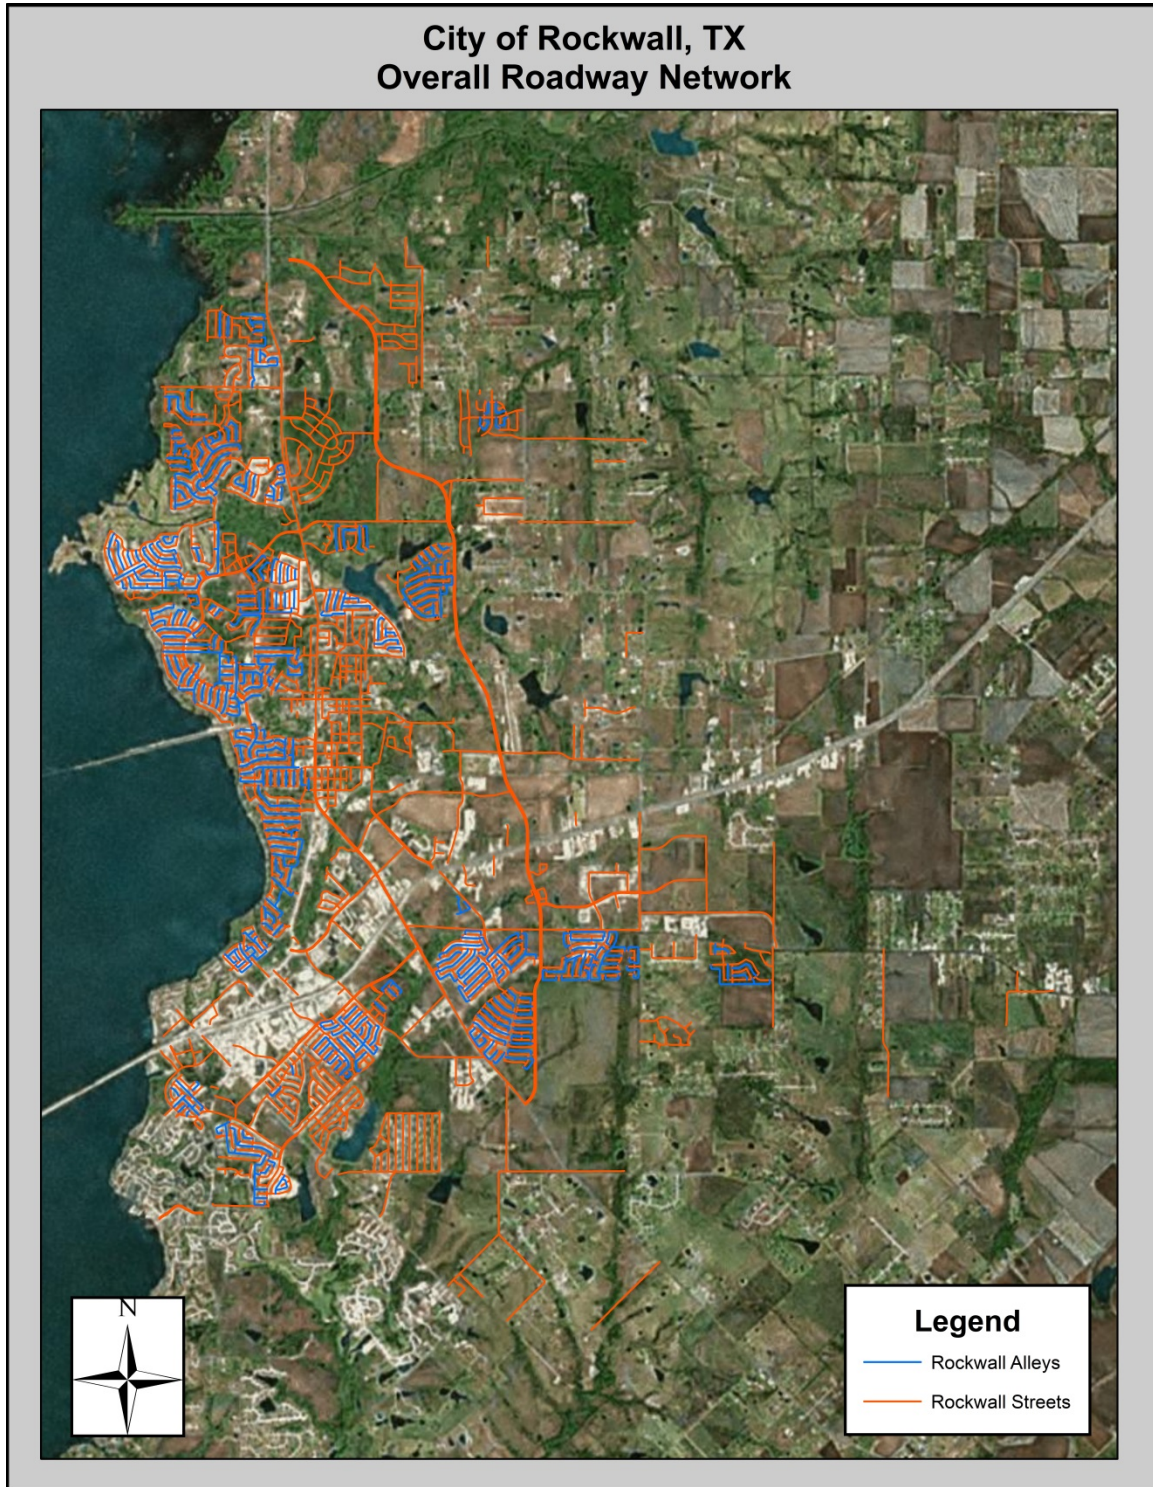 City of Rockwall, TX
Overall Roadway Network
N
Legend
Rockwall Alleys
Rockwall Streets